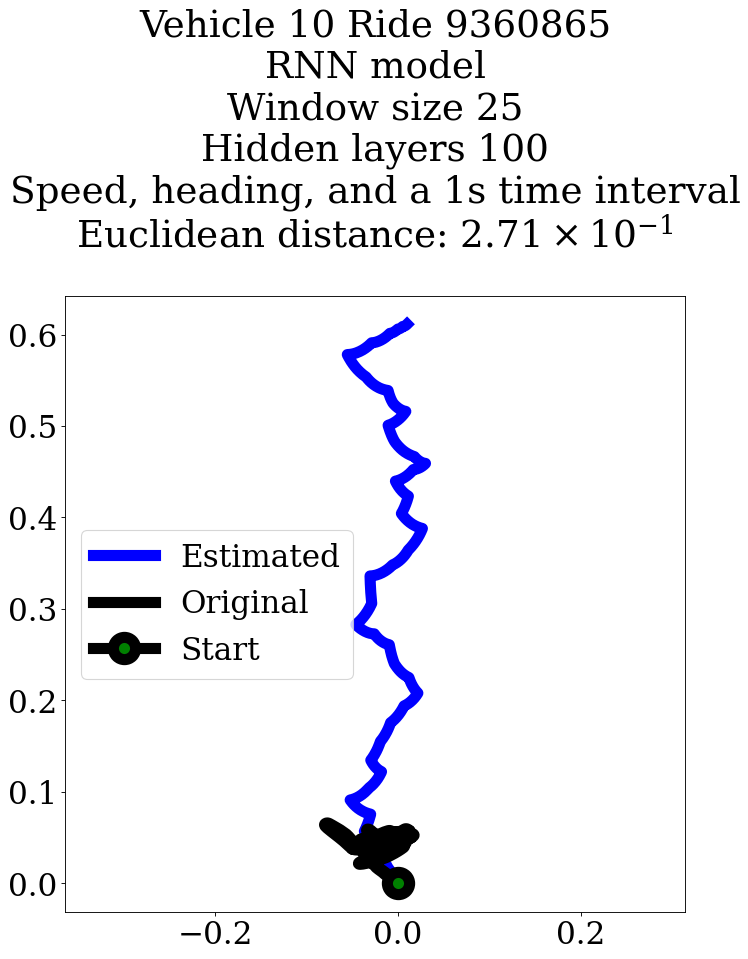 Vehicle 10 Ride 9360865
RNN model
Window size 25
Hidden layers 100
Speed, heading, and a 1s time interval
Euclidean distance: 2.71 × 10⁻¹
0.6
0.5
0.4
Estimated
Original
0.3
Start
0.2
0.1
0.0
−0.2 0.0 0.2